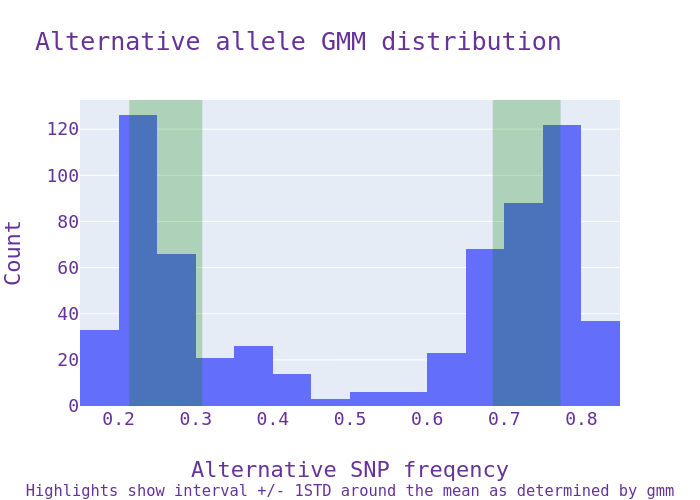 Alternative allele GMM distribution
120
100
80
60
40
20
0
Count
0.2 0.3 0.4 0.5 0.6 0.7 0.8
Alternative SNP freqency
Highlights show interval +/- 1STD around the mean as determined by gmm